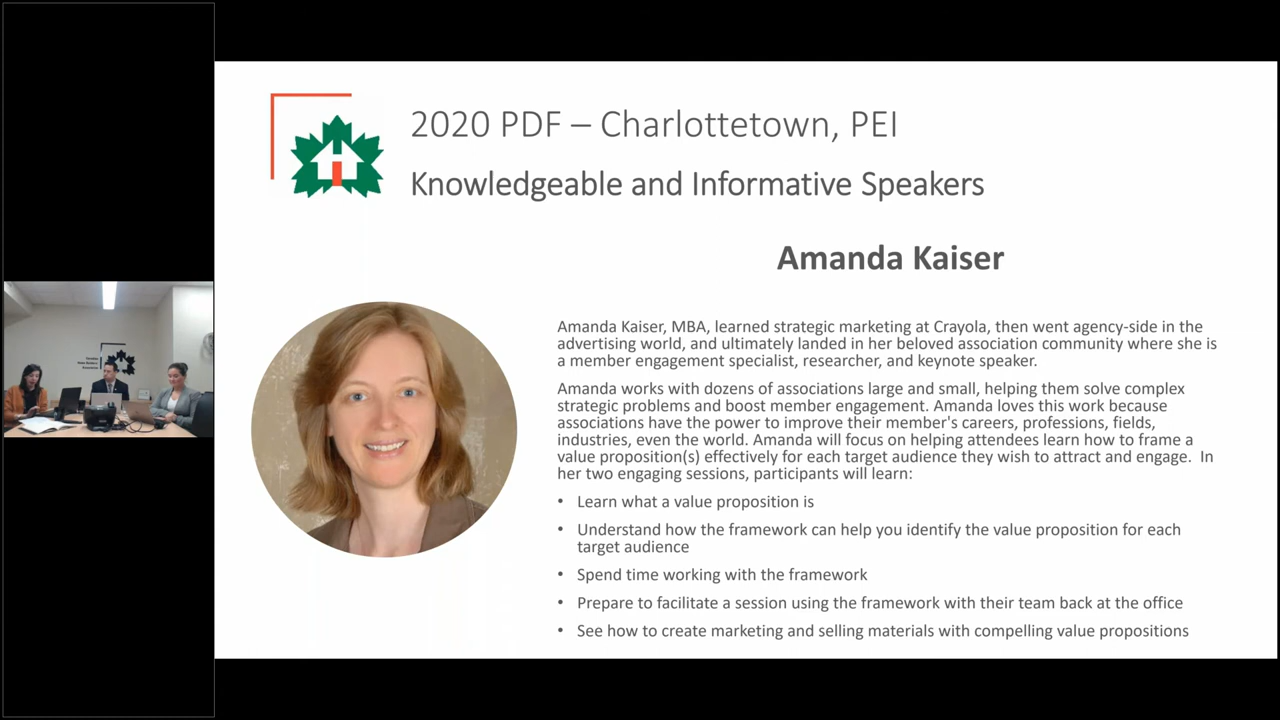 2020 PDF – Charlottetown, PEI
Knowledgeable and Informative Speakers
Amanda Kaiser
Amanda Kaiser, MBA, learned strategic marketing at Crayola, then went agency-side in the
advertising world, and ultimately landed in her beloved association community where she is
a member engagement specialist, researcher, and keynote speaker.
Amanda works with dozens of associations large and small, helping them solve complex
strategic problems and boost member engagement. Amanda loves this work because
associations have the power to improve their member's careers, professions, fields,
industries, even the world. Amanda will focus on helping attendees learn how to frame a
value proposition(s) effectively for each target audience they wish to attract and engage.  In
her two engaging sessions, participants will learn:
• Learn what a value proposition is
• Understand how the framework can help you identify the value proposition for each
target audience
• Spend time working with the framework
• Prepare to facilitate a session using the framework with their team back at the office
• See how to create marketing and selling materials with compelling value propositions